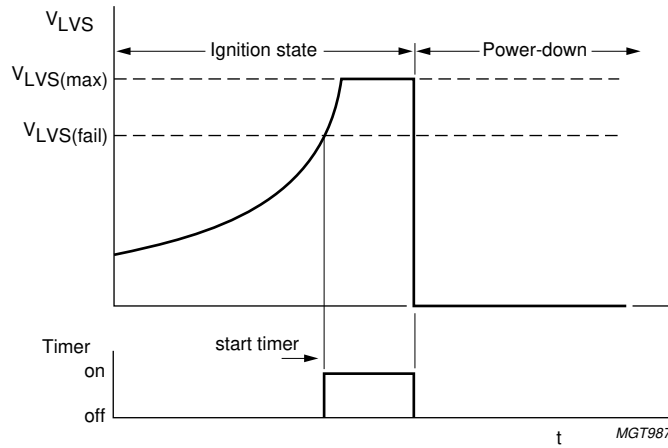 VLVS
Ignition state
Power-down
VLVS(max)
VLVS(fail)
Timer
start timer
on
off
t
MGT987